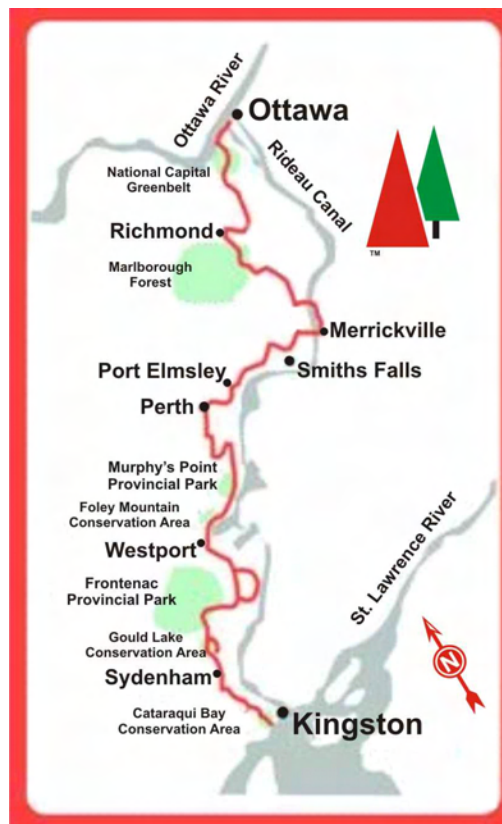 Ottawa River
Ottawa
Rideau Canal
National Capital
Greenbelt
TM
Richmond
Marlborough
Forest
Merrickville
Smiths Falls
Port Elmsley
Perth
Murphy's Point
Provincial Park
Foley Mountain
Conservation Area
Westport
St. Lawrence River
Frontenac
Provincial Park
Gould Lake
Conservation Area
N
Sydenham
Cataraqui Bay
Conservation Area
Kingston